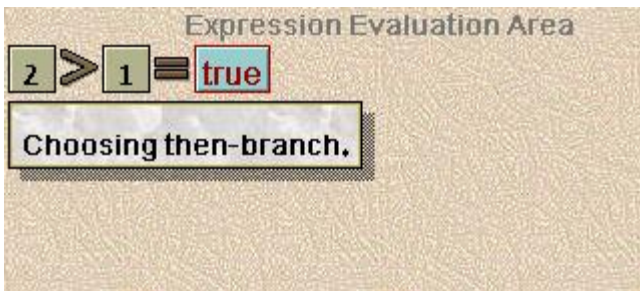 Expression Evaluation Area
2 > 1 = true
Choosing then-branch.